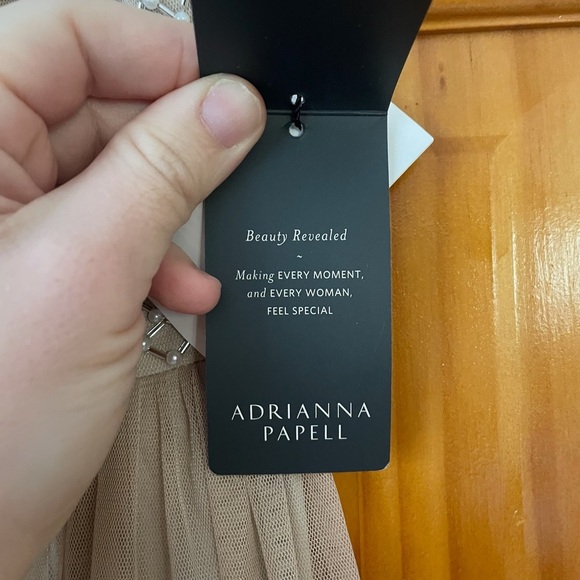 Beauty Revealed
~
Making EVERY MOMENT,
and EVERY WOMAN,
FEEL SPECIAL
ADRIANNA
PAPELL